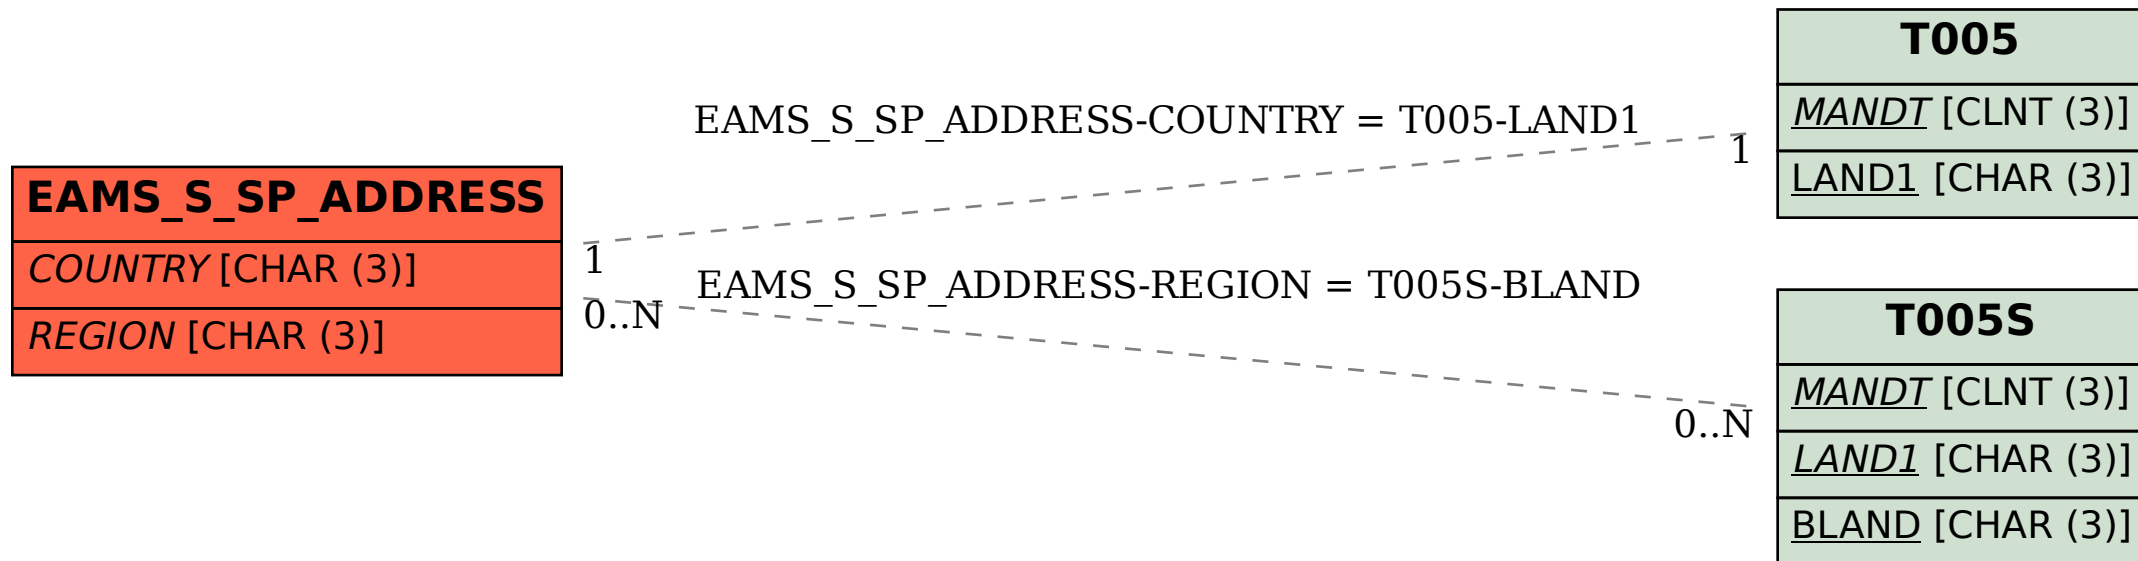 EAMS_S_SP_ADDRESS
COUNTRY [CHAR (3)]
REGION [CHAR (3)]
EAMS_S_SP_ADDRESS-COUNTRY = T005-LAND1
1
1
EAMS_S_SP_ADDRESS-REGION = T005S-BLAND
0..N
0..N
T005
MANDT [CLNT (3)]
LAND1 [CHAR (3)]
T005S
MANDT [CLNT (3)]
LAND1 [CHAR (3)]
BLAND [CHAR (3)]